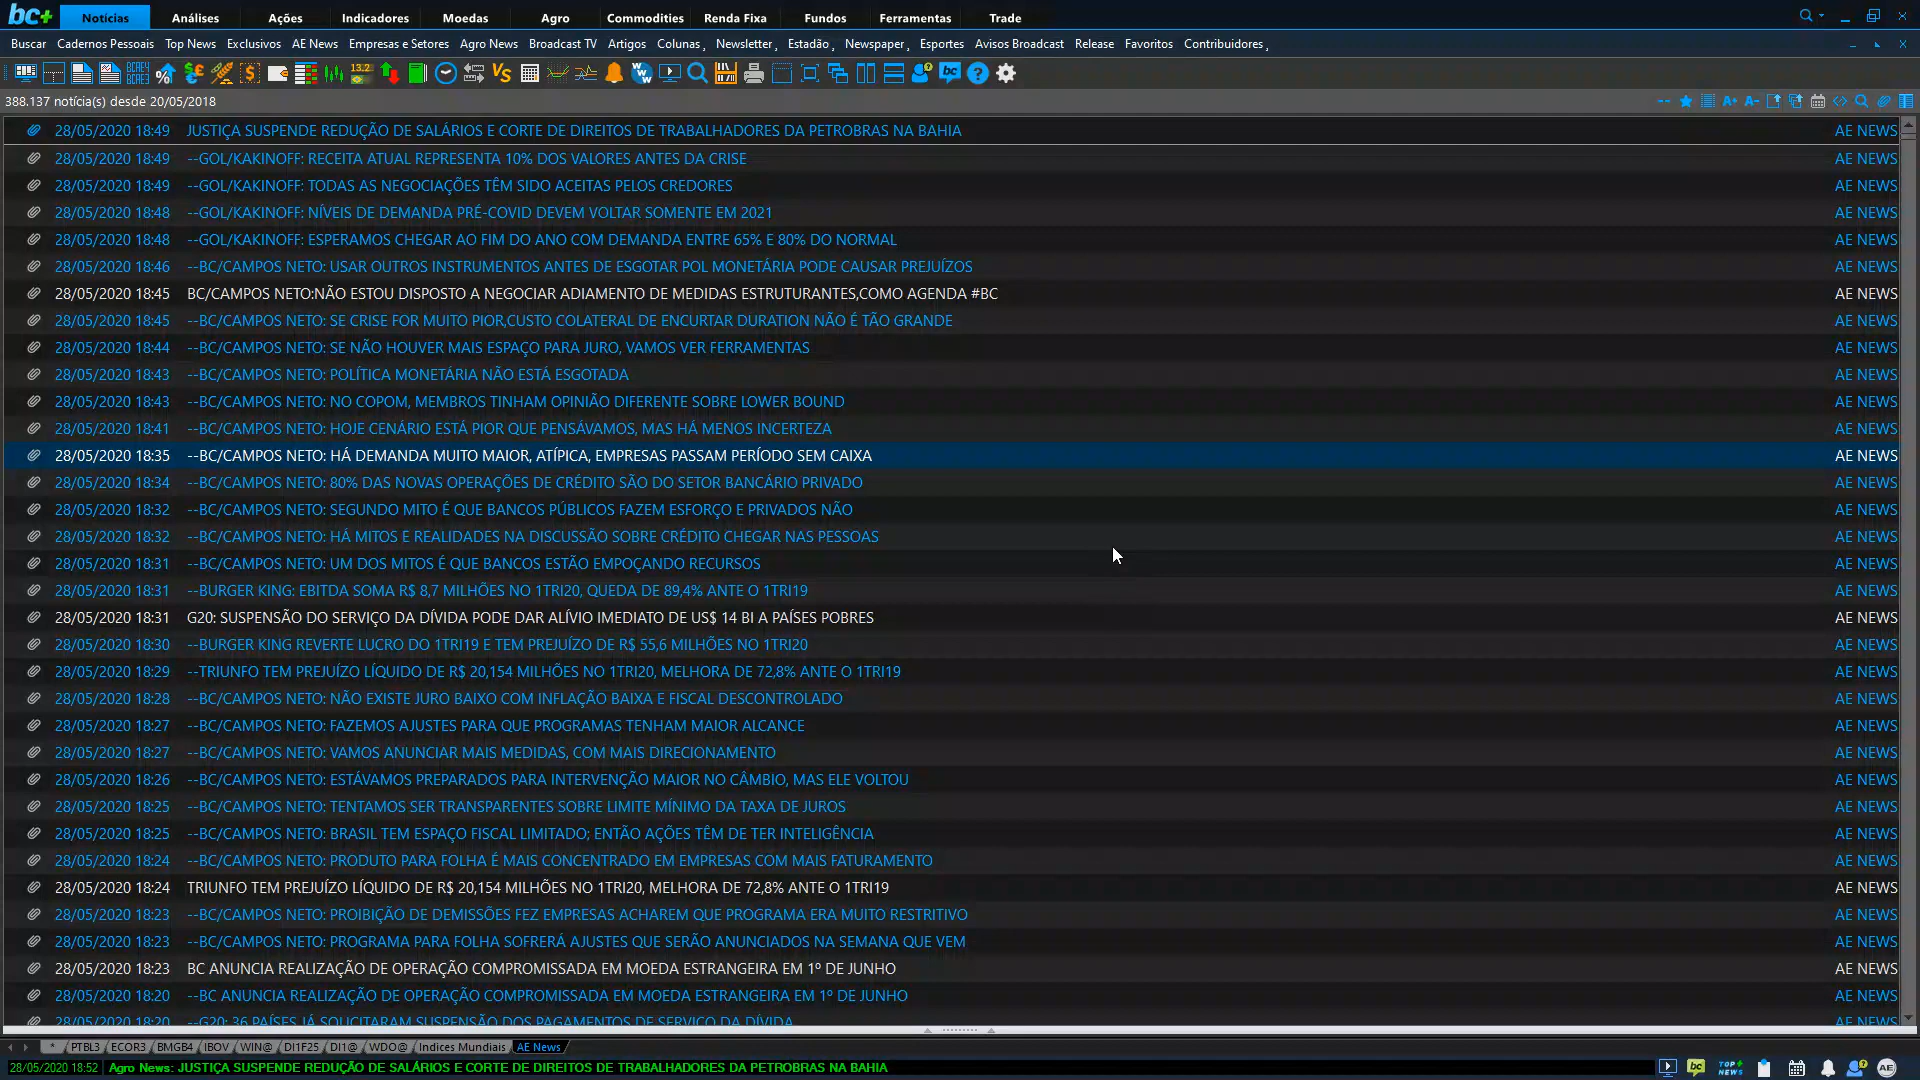 bc+ Notícias Análises Ações Indicadores Moedas Agro Commodities Renda Fixa Fundos Ferramentas Trade
Buscar Cadernos Pessoais Top News Exclusivos AE News Empresas e Setores Agro News Broadcast TV Artigos Colunas Newsletter Estadão Newspaper Esportes Avisos Broadcast Release Favoritos Contribuidores
388.137 notícia(s) desde 20/05/2018
28/05/2020 18:49 JUSTIÇA SUSPENDE REDUÇÃO DE SALÁRIOS E CORTE DE DIREITOS DE TRABALHADORES DA PETROBRAS NA BAHIA AE NEWS
28/05/2020 18:49 --GOL/KAKINOFF: RECEITA ATUAL REPRESENTA 10% DOS VALORES ANTES DA CRISE AE NEWS
28/05/2020 18:49 --GOL/KAKINOFF: TODAS AS NEGOCIAÇÕES TÊM SIDO ACEITAS PELOS CREDORES AE NEWS
28/05/2020 18:48 --GOL/KAKINOFF: NÍVEIS DE DEMANDA PRÉ-COVID DEVEM VOLTAR SOMENTE EM 2021 AE NEWS
28/05/2020 18:48 --GOL/KAKINOFF: ESPERAMOS CHEGAR AO FIM DO ANO COM DEMANDA ENTRE 65% E 80% DO NORMAL AE NEWS
28/05/2020 18:46 --BC/CAMPOS NETO: USAR OUTROS INSTRUMENTOS ANTES DE ESGOTAR POL MONETÁRIA PODE CAUSAR PREJUÍZOS AE NEWS
28/05/2020 18:45 BC/CAMPOS NETO:NÃO ESTOU DISPOSTO A NEGOCIAR ADIAMENTO DE MEDIDAS ESTRUTURANTES,COMO AGENDA #BC AE NEWS
28/05/2020 18:45 --BC/CAMPOS NETO: SE CRISE FOR MUITO PIOR,CUSTO COLATERAL DE ENCURTAR DURATION NÃO É TÃO GRANDE AE NEWS
28/05/2020 18:44 --BC/CAMPOS NETO: SE NÃO HOUVER MAIS ESPAÇO PARA JURO, VAMOS VER FERRAMENTAS AE NEWS
28/05/2020 18:43 --BC/CAMPOS NETO: POLÍTICA MONETÁRIA NÃO ESTÁ ESGOTADA AE NEWS
28/05/2020 18:43 --BC/CAMPOS NETO: NO COPOM, MEMBROS TINHAM OPINIÃO DIFERENTE SOBRE LOWER BOUND AE NEWS
28/05/2020 18:41 --BC/CAMPOS NETO: HOJE CENÁRIO ESTÁ PIOR QUE PENSÁVAMOS, MAS HÁ MENOS INCERTEZA AE NEWS
28/05/2020 18:35 --BC/CAMPOS NETO: HÁ DEMANDA MUITO MAIOR, ATÍPICA, EMPRESAS PASSAM PERÍODO SEM CAIXA AE NEWS
28/05/2020 18:34 --BC/CAMPOS NETO: 80% DAS NOVAS OPERAÇÕES DE CRÉDITO SÃO DO SETOR BANCÁRIO PRIVADO AE NEWS
28/05/2020 18:32 --BC/CAMPOS NETO: SEGUNDO MITO É QUE BANCOS PÚBLICOS FAZEM ESFORÇO E PRIVADOS NÃO AE NEWS
28/05/2020 18:32 --BC/CAMPOS NETO: HÁ MITOS E REALIDADES NA DISCUSSÃO SOBRE CRÉDITO CHEGAR NAS PESSOAS AE NEWS
28/05/2020 18:31 --BC/CAMPOS NETO: UM DOS MITOS É QUE BANCOS ESTÃO EMPOÇANDO RECURSOS AE NEWS
28/05/2020 18:31 --BURGER KING: EBITDA SOMA R$ 8,7 MILHÕES NO 1TRI20, QUEDA DE 89,4% ANTE O 1TRI19 AE NEWS
28/05/2020 18:31 G20: SUSPENSÃO DO SERVIÇO DA DÍVIDA PODE DAR ALÍVIO IMEDIATO DE US$ 14 BI A PAÍSES POBRES AE NEWS
28/05/2020 18:30 --BURGER KING REVERTE LUCRO DO 1TRI19 E TEM PREJUÍZO DE R$ 55,6 MILHÕES NO 1TRI20 AE NEWS
28/05/2020 18:29 --TRIUNFO TEM PREJUÍZO LÍQUIDO DE R$ 20,154 MILHÕES NO 1TRI20, MELHORA DE 72,8% ANTE O 1TRI19 AE NEWS
28/05/2020 18:28 --BC/CAMPOS NETO: NÃO EXISTE JURO BAIXO COM INFLAÇÃO BAIXA E FISCAL DESCONTROLADO AE NEWS
28/05/2020 18:27 --BC/CAMPOS NETO: FAZEMOS AJUSTES PARA QUE PROGRAMAS TENHAM MAIOR ALCANCE AE NEWS
28/05/2020 18:27 --BC/CAMPOS NETO: VAMOS ANUNCIAR MAIS MEDIDAS, COM MAIS DIRECIONAMENTO AE NEWS
28/05/2020 18:26 --BC/CAMPOS NETO: ESTÁVAMOS PREPARADOS PARA INTERVENÇÃO MAIOR NO CÂMBIO, MAS ELE VOLTOU AE NEWS
28/05/2020 18:25 --BC/CAMPOS NETO: TENTAMOS SER TRANSPARENTES SOBRE LIMITE MÍNIMO DA TAXA DE JUROS AE NEWS
28/05/2020 18:25 --BC/CAMPOS NETO: BRASIL TEM ESPAÇO FISCAL LIMITADO; ENTÃO AÇÕES TÊM DE TER INTELIGÊNCIA AE NEWS
28/05/2020 18:24 --BC/CAMPOS NETO: PRODUTO PARA FOLHA É MAIS CONCENTRADO EM EMPRESAS COM MAIS FATURAMENTO AE NEWS
28/05/2020 18:24 TRIUNFO TEM PREJUÍZO LÍQUIDO DE R$ 20,154 MILHÕES NO 1TRI20, MELHORA DE 72,8% ANTE O 1TRI19 AE NEWS
28/05/2020 18:23 --BC/CAMPOS NETO: PROIBIÇÃO DE DEMISSÕES FEZ EMPRESAS ACHAREM QUE PROGRAMA ERA MUITO RESTRITIVO AE NEWS
28/05/2020 18:23 --BC/CAMPOS NETO: PROGRAMA PARA FOLHA SOFRERÁ AJUSTES QUE SERÃO ANUNCIADOS NA SEMANA QUE VEM AE NEWS
28/05/2020 18:23 BC ANUNCIA REALIZAÇÃO DE OPERAÇÃO COMPROMISSADA EM MOEDA ESTRANGEIRA EM 1º DE JUNHO AE NEWS
28/05/2020 18:20 --BC ANUNCIA REALIZAÇÃO DE OPERAÇÃO COMPROMISSADA EM MOEDA ESTRANGEIRA EM 1º DE JUNHO AE NEWS
28/05/2020 18:20 --G20: 36 PAÍSES JÁ SOLICITARAM SUSPENSÃO DOS PAGAMENTOS DE SERVIÇO DA DÍVIDA AE NEWS
* PTBL3 ECOR3 BMGB4 IBOV WIN@ DI1F25 DI1@ WDO@ Indices Mundiais AE News
28/05/2020 18:52 Agro News: JUSTIÇA SUSPENDE REDUÇÃO DE SALÁRIOS E CORTE DE DIREITOS DE TRABALHADORES DA PETROBRAS NA BAHIA bc TOP+ NEWS AE